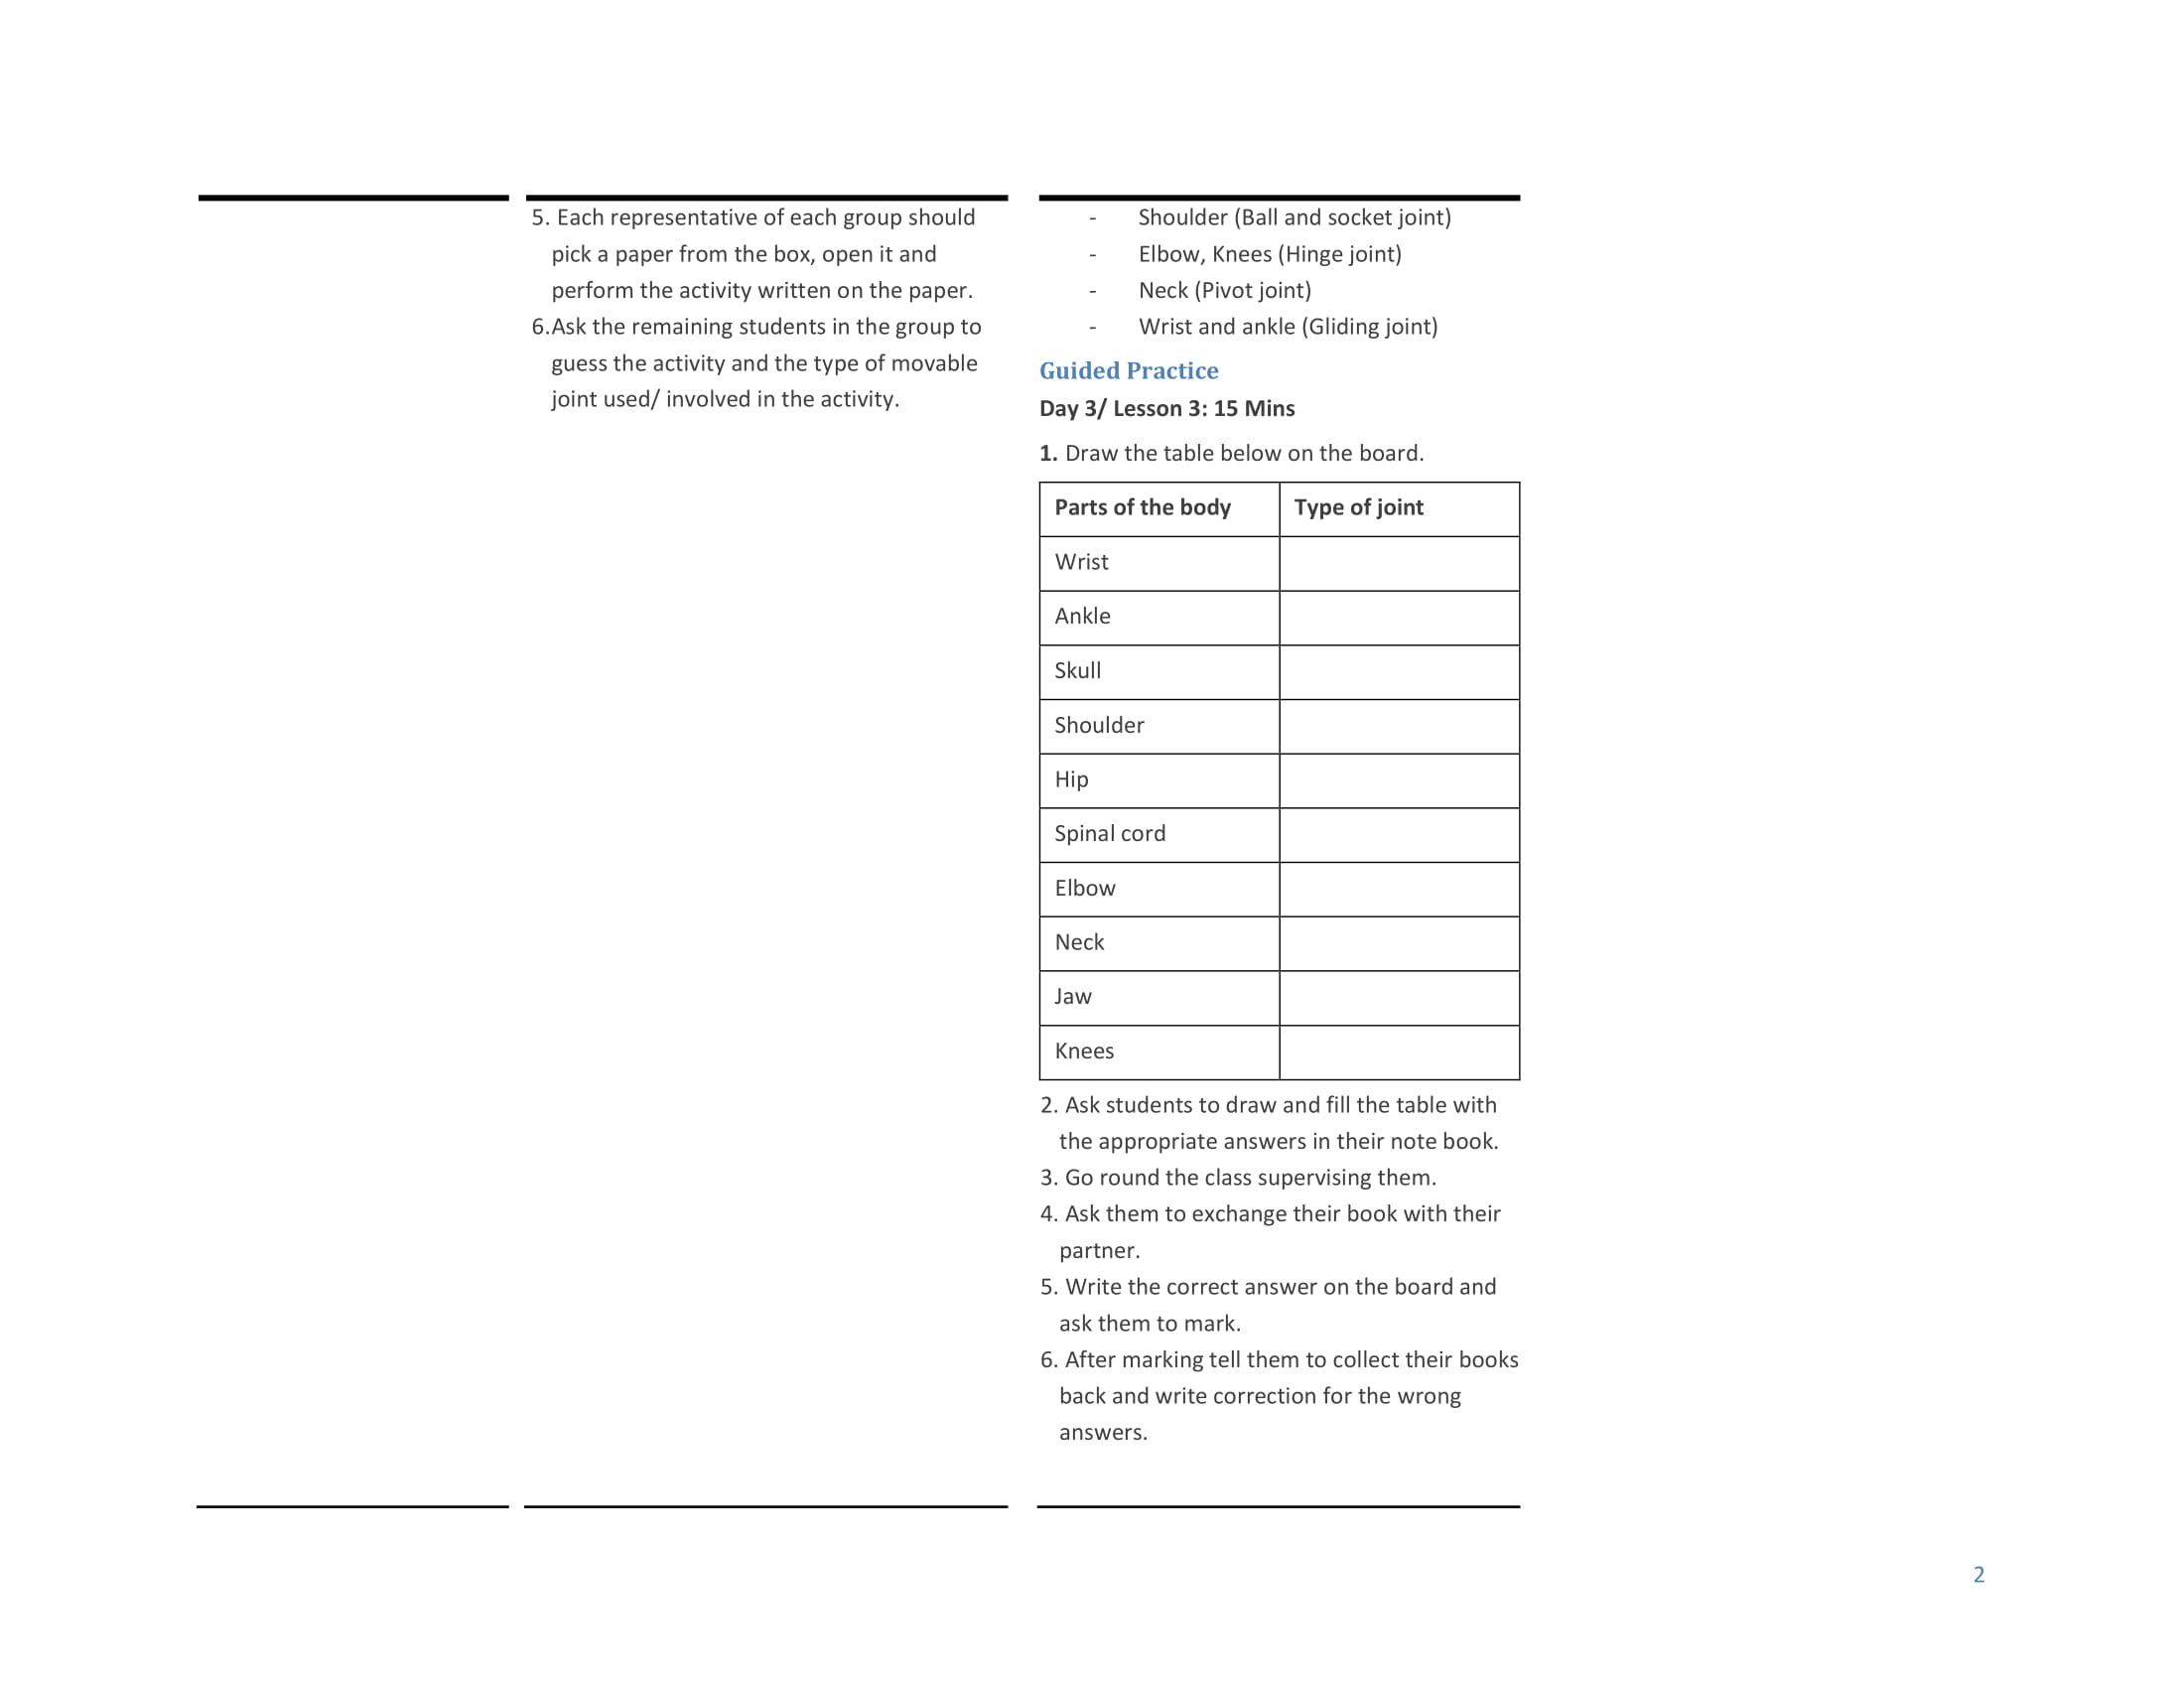 5. Each representative of each group should
pick a paper from the box, open it and
perform the activity written on the paper.
6.Ask the remaining students in the group to
guess the activity and the type of movable
joint used/ involved in the activity.
- Shoulder (Ball and socket joint)
- Elbow, Knees (Hinge joint)
- Neck (Pivot joint)
- Wrist and ankle (Gliding joint)
Guided Practice
Day 3/ Lesson 3: 15 Mins
1. Draw the table below on the board.
Parts of the body Type of joint
Wrist
Ankle
Skull
Shoulder
Hip
Spinal cord
Elbow
Neck
Jaw
Knees
2. Ask students to draw and fill the table with
the appropriate answers in their note book.
3. Go round the class supervising them.
4. Ask them to exchange their book with their
partner.
5. Write the correct answer on the board and
ask them to mark.
6. After marking tell them to collect their books
back and write correction for the wrong
answers.
2